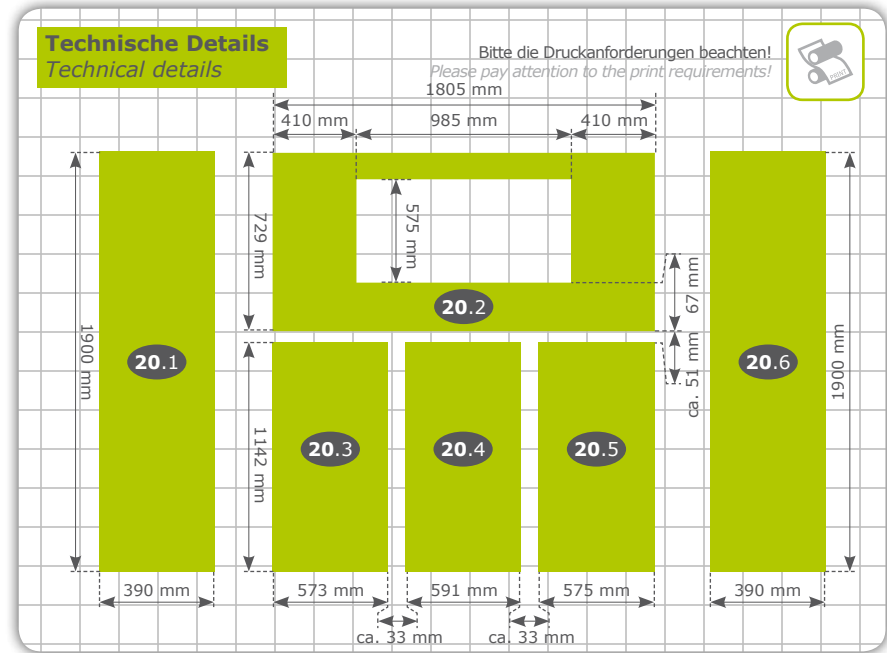 Technische Details
Technical details
Bitte die Druckanforderungen beachten!
Please pay attention to the print requirements!
PRINT
1805 mm
410 mm
985 mm
410 mm
575 mm
729 mm
67 mm
20.2
1900 mm
20.1
ca. 51 mm
20.6
1900 mm
1142 mm
20.3
20.4
20.5
390 mm
573 mm
591 mm
575 mm
390 mm
ca. 33 mm
ca. 33 mm